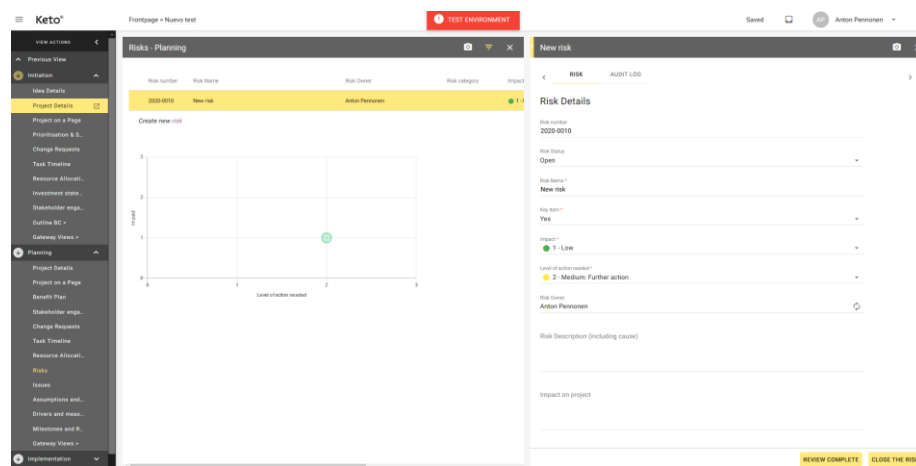 Keto®
Frontpage > Nuevo test
TEST ENVIRONMENT
Saved
AP
Anton Pennonen
VIEW ACTIONS
Previous View
Initiation
Idea Details
Project Details
Project on a Page
Prioritisation & S...
Change Requests
Task Timeline
Resource Allocati...
Investment state...
Stakeholder enga...
Outline BC >
Gateway Views >
Planning
Project Details
Project on a Page
Benefit Plan
Stakeholder enga...
Change Requests
Task Timeline
Resource Allocati...
Risks
Issues
Assumptions and...
Drivers and meas...
Milestones and R...
Gateway Views >
Implementation
Risks - Planning
Risk number Risk Name Risk Owner Risk category Impact
2020-0010 New risk Anton Pennonen 1 - l
Create new risk
3
2
1
0
Impact
0 1 2 3
Level of action needed
New risk
RISK AUDIT LOG
Risk Details
Risk number
2020-0010
Risk Status
Open
Risk Name *
New risk
Key item *
Yes
Impact *
1 - Low
Level of action needed *
2 - Medium: Further action
Risk Owner
Anton Pennonen
Risk Description (including cause)
Impact on project
REVIEW COMPLETE CLOSE THE RIS